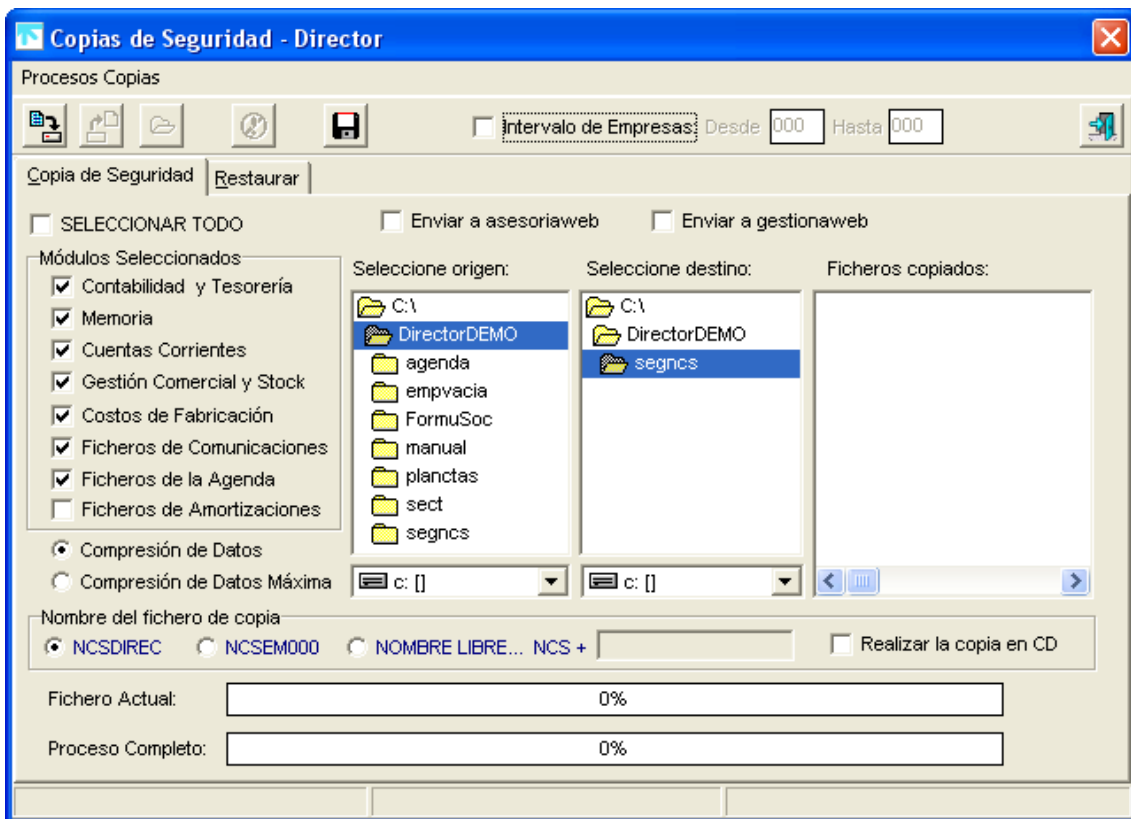 Copias de Seguridad - Director
Procesos Copias
Intervalo de Empresas Desde 000 Hasta 000
Copia de Seguridad Restaurar
SELECCIONAR TODO Enviar a asesoriaweb Enviar a gestionaweb
Módulos Seleccionados
Contabilidad y Tesorería
Memoria
Cuentas Corrientes
Gestión Comercial y Stock
Costos de Fabricación
Ficheros de Comunicaciones
Ficheros de la Agenda
Ficheros de Amortizaciones
Compresión de Datos
Compresión de Datos Máxima
Seleccione origen:
C:\
DirectorDEMO
agenda
empvacia
FormuSoc
manual
planctas
sect
segncs
c: []
Seleccione destino:
C:\
DirectorDEMO
segncs
c: []
Ficheros copiados:
Nombre del fichero de copia
NCSDIREC NCSEM000 NOMBRE LIBRE... NCS + Realizar la copia en CD
Fichero Actual: 0%
Proceso Completo: 0%